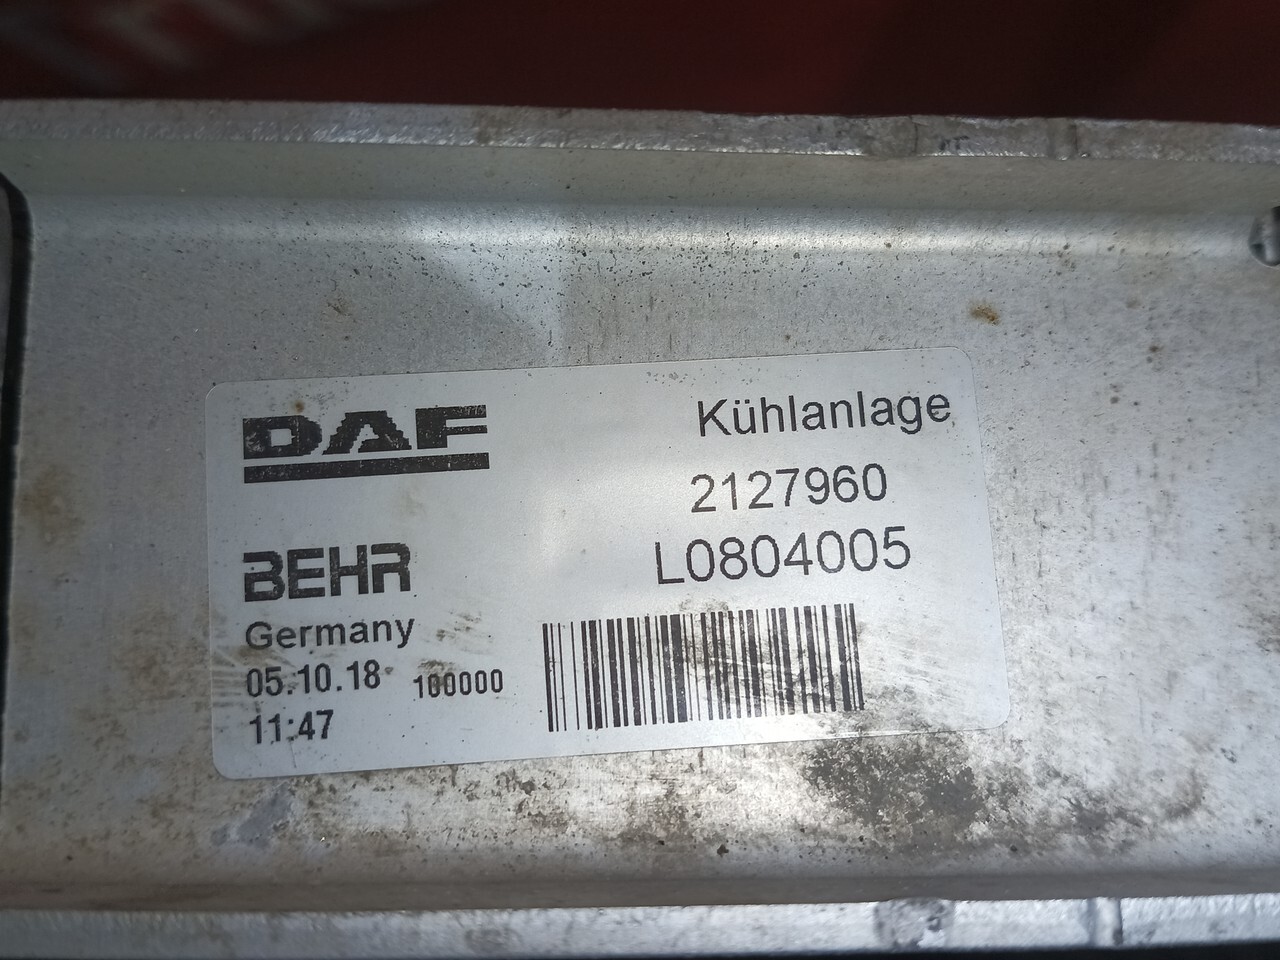 DAF
Kühlanlage
2127960
L0804005
BEHR
Germany
05.10.18 100000
11:47